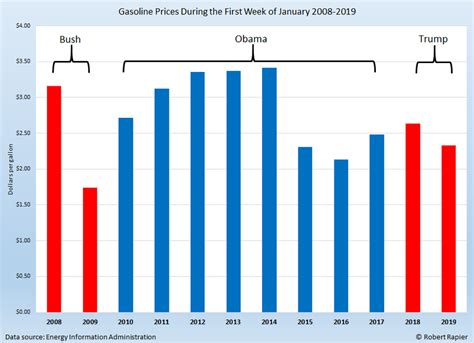 Gasoline Prices During the First Week of January 2008-2019
$4.00
Bush
Obama
Trump
$3.50
$3.00
$2.50
$2.00
$1.50
$1.00
$0.50
$0.00
Dollars per gallon
2008 2009 2010 2011 2012 2013 2014 2015 2016 2017 2018 2019
Data source: Energy Information Administration
© Robert Rapier